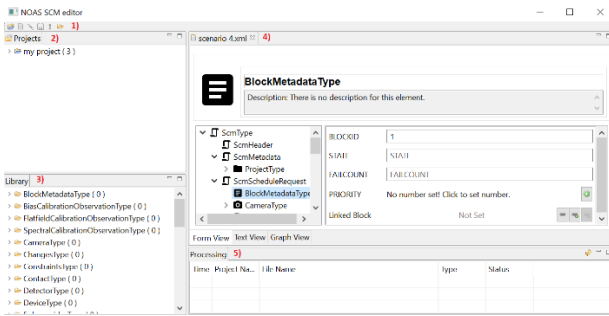 NOAS SCM editor
1)
Projects 2)
my project ( 3 )
Library 3)
BlockMetadataType ( 0 )
BiasCalibrationObservationType ( 0 )
FlatfieldCalibrationObservationType ( 0 )
SpectralCalibrationObservationType ( 0 )
CameraType ( 0 )
ChangesType ( 0 )
ConstraintsType ( 0 )
ContactType ( 0 )
DetectorType ( 0 )
DeviceType ( 0 )
scenario 4.xml 4)
BlockMetadataType
Description: There is no description for this element.
ScmType
ScmHeader
ScmMetadata
ProjectType
ScmScheduleRequest
BlockMetadataType
CameraType
BLOCKID 1
STATE STATE
FAILCOUNT FAILCOUNT
PRIORITY No number set! Click to set number.
Linked Block Not Set
Form View Text View Graph View
Processing 5)
Time Project Na... File Name Type Status